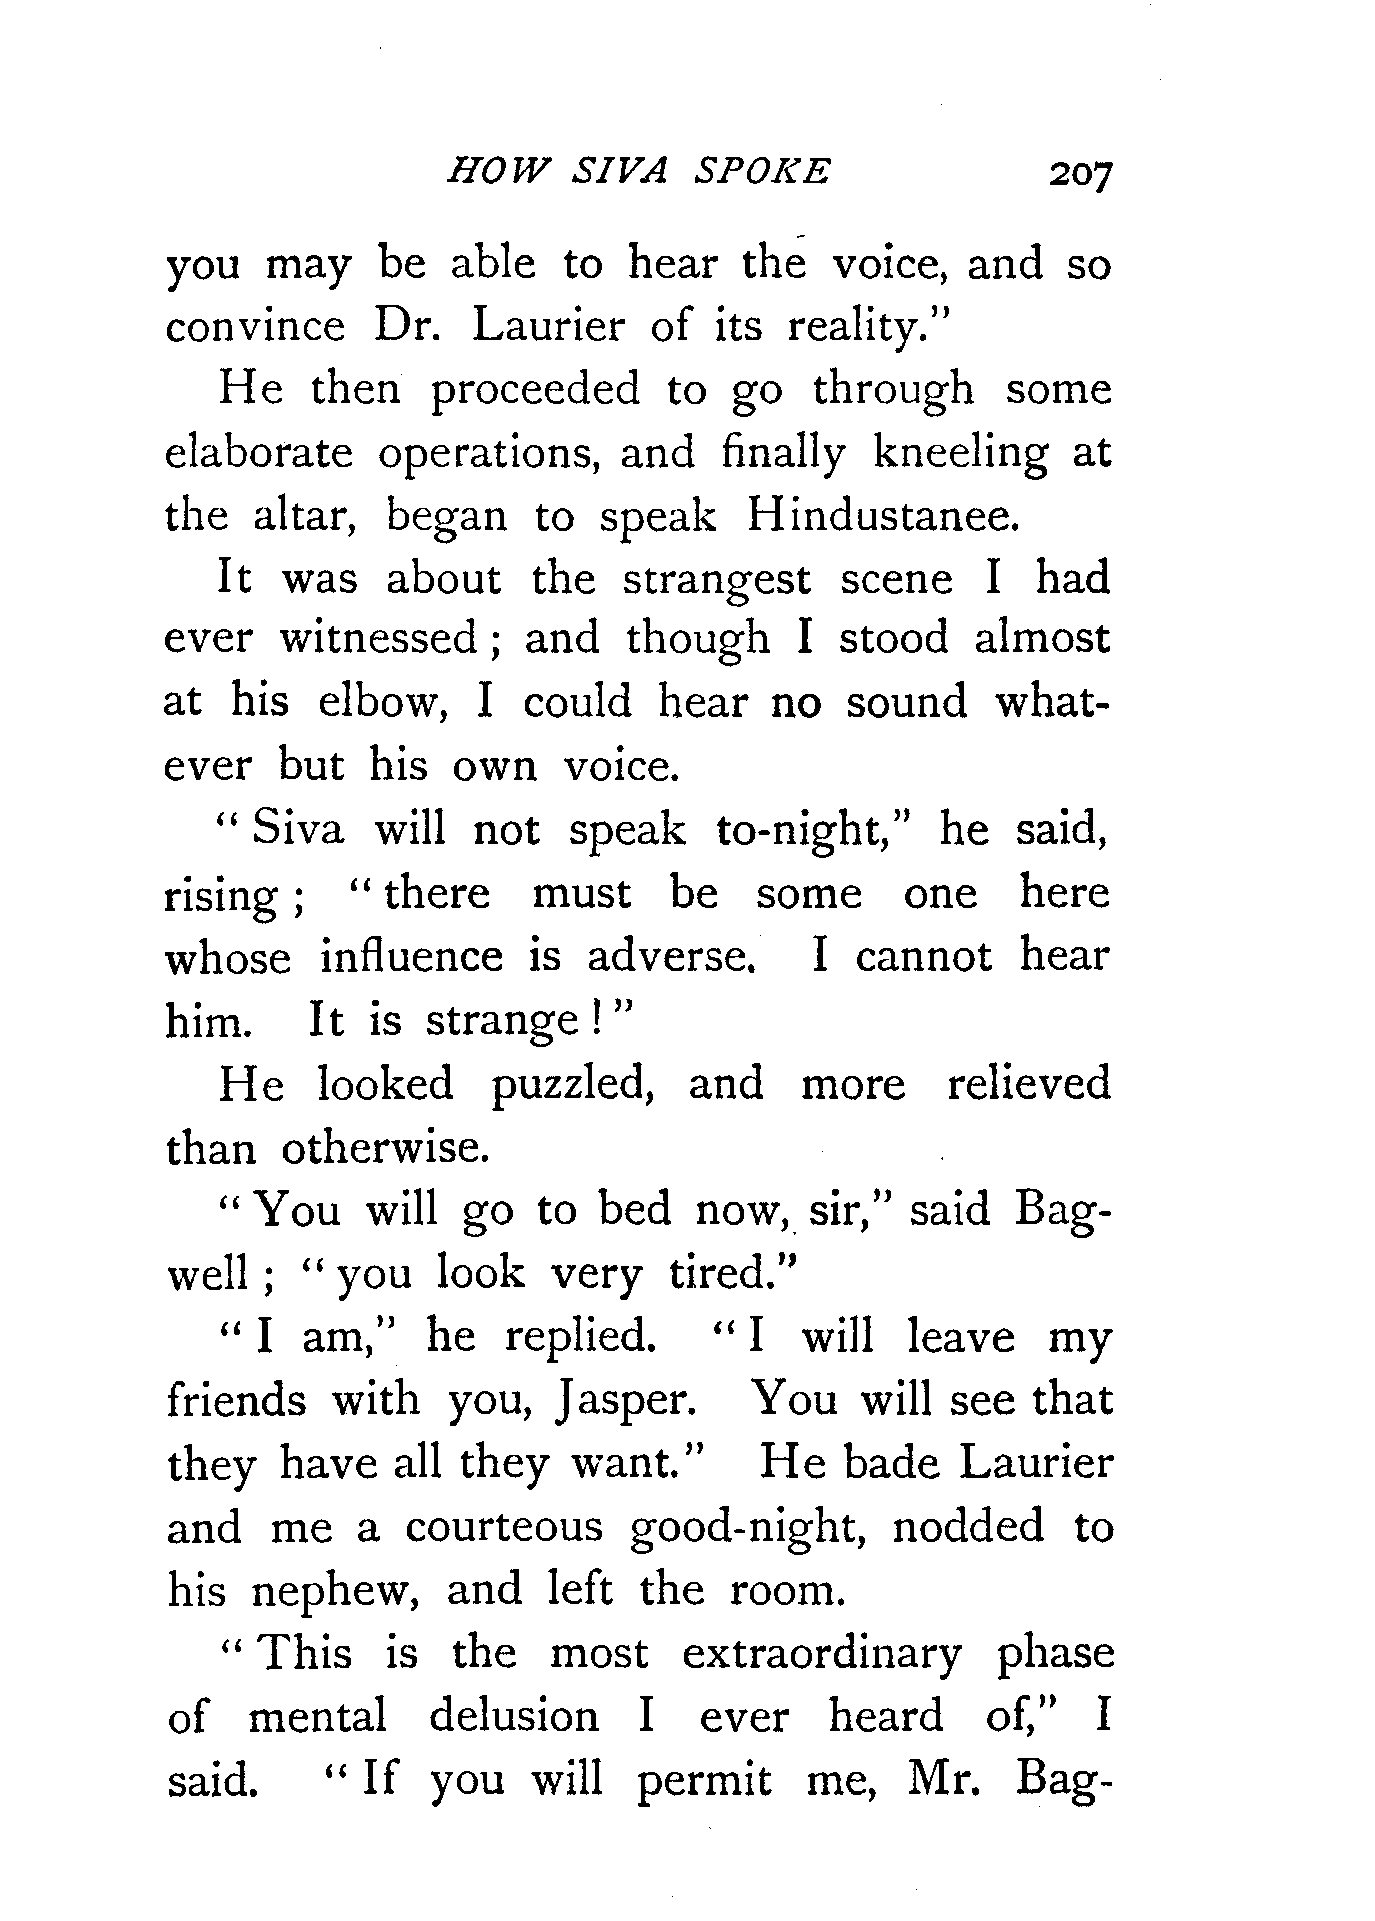 HOW SIVA SPOKE 207
you may be able to hear the voice, and so
convince Dr. Laurier of its reality."
He then proceeded to go through some
elaborate operations, and finally kneeling at
the altar, began to speak Hindustanee.
It was about the strangest scene I had
ever witnessed ; and though I stood almost
at his elbow, I could hear no sound what-
ever but his own voice.
" Siva will not speak to-night," he said,
rising ; " there must be some one here
whose influence is adverse. I cannot hear
him. It is strange ! "
He looked puzzled, and more relieved
than otherwise.
" You will go to bed now, sir," said Bag-
well ; " you look very tired."
" I am," he replied. " I will leave my
friends with you, Jasper. You will see that
they have all they want." He bade Laurier
and me a courteous good-night, nodded to
his nephew, and left the room.
" This is the most extraordinary phase
of mental delusion I ever heard of," I
said. " If you will permit me, Mr. Bag-